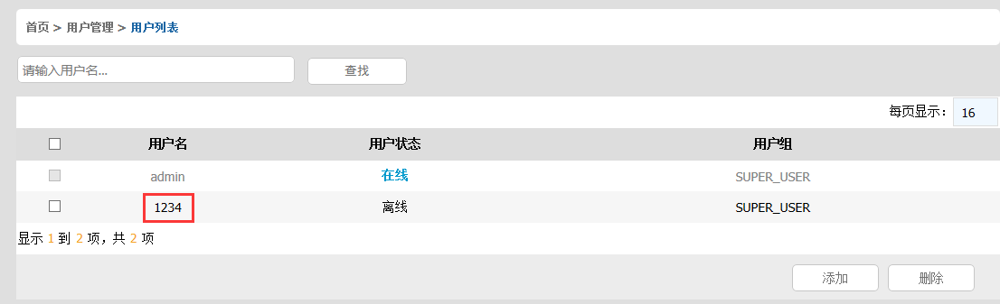 首页 > 用户管理 > 用户列表
请输入用户名... 查找
每页显示： 16
用户名 用户状态 用户组
admin 在线 SUPER_USER
1234 离线 SUPER_USER
显示 1 到 2 项，共 2 项
添加 删除